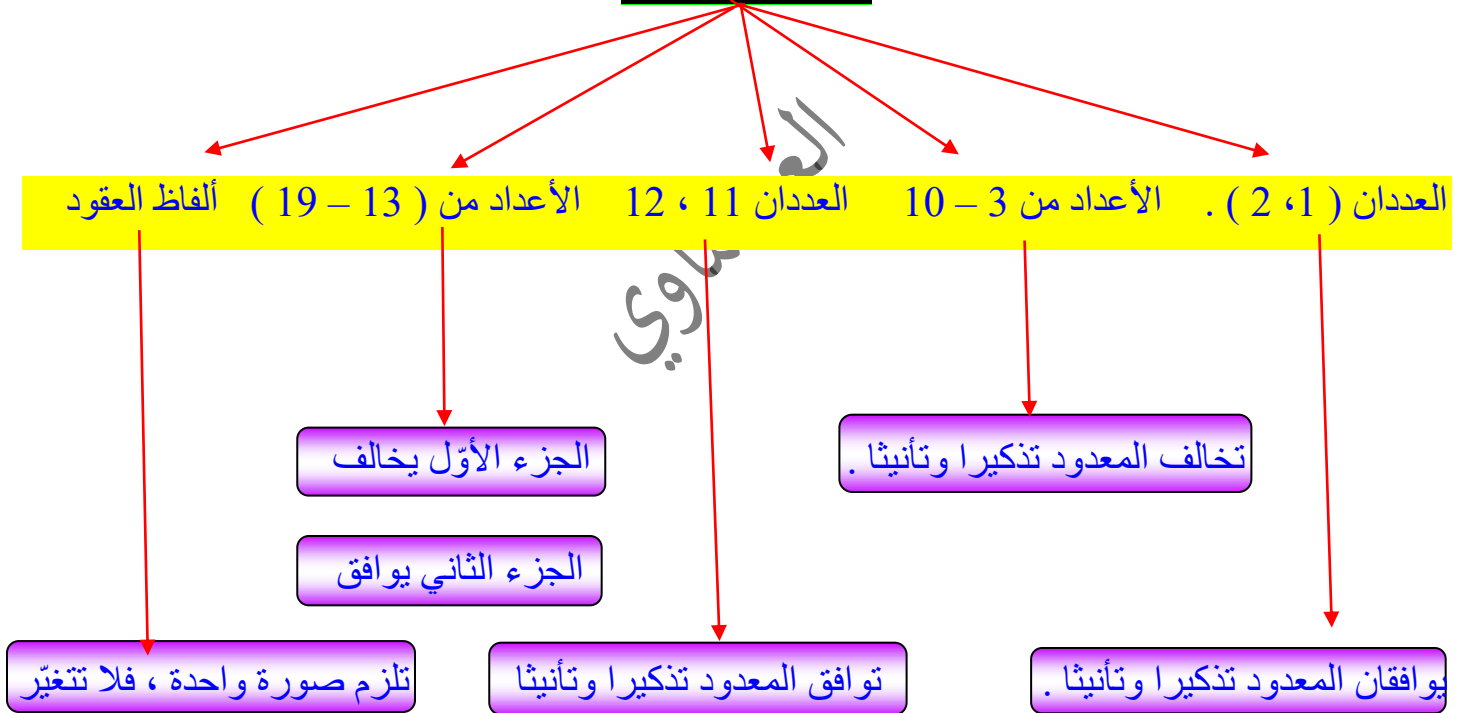 العددان ( 1، 2 ) . الأعداد من 3 – 10 العددان 11 ، 12 الأعداد من ( 13 – 19 ) ألفاظ العقود
تخالف المعدود تذكيرا وتأنيثا .
الجزء الأوّل يخالف
الجزء الثاني يوافق
يوافقان المعدود تذكيرا وتأنيثا .
توافق المعدود تذكيرا وتأنيثا
تلزم صورة واحدة ، فلا تتغيّر